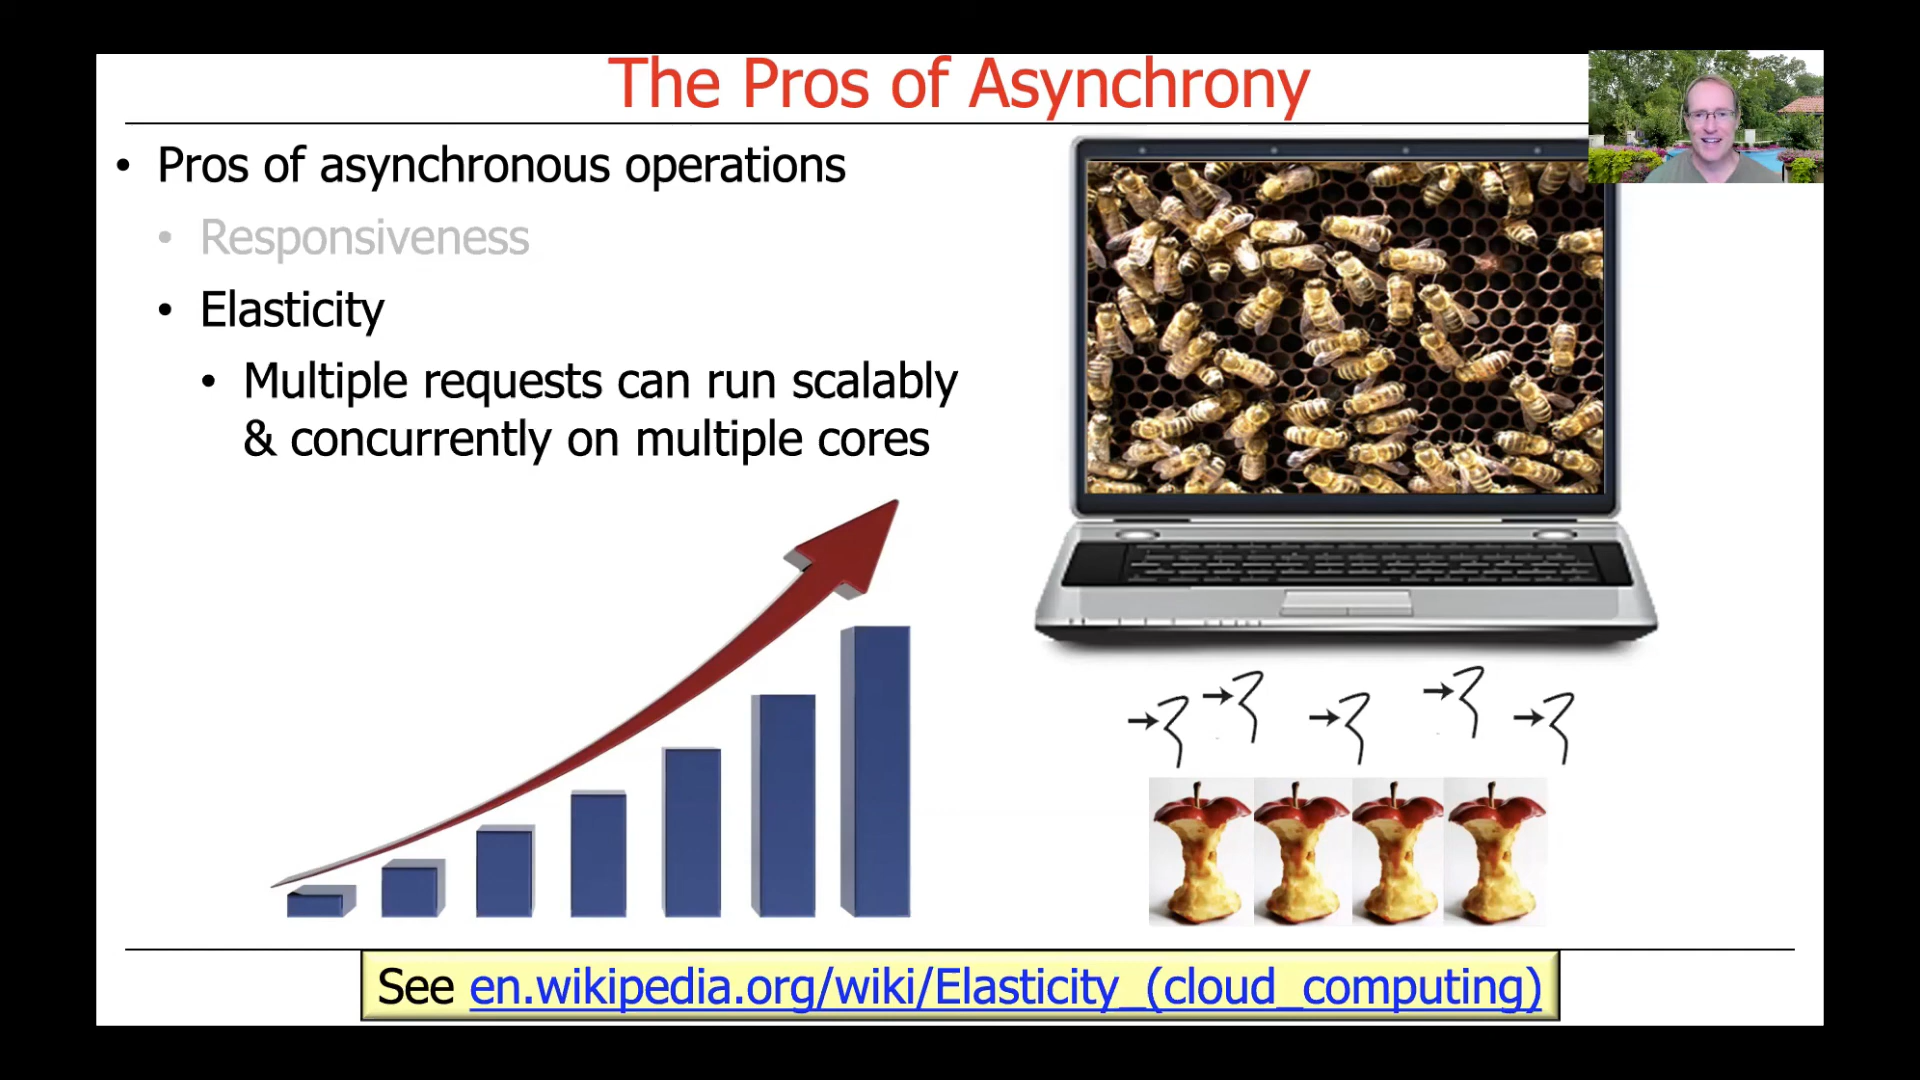 The Pros of Asynchrony
• Pros of asynchronous operations
• Responsiveness
• Elasticity
• Multiple requests can run scalably
& concurrently on multiple cores
See en.wikipedia.org/wiki/Elasticity_(cloud_computing)